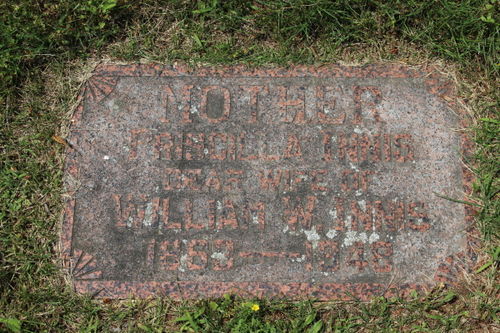 MOTHER
PRISCILLA INNIS
DEAR WIFE OF
WILLIAM W. INNIS